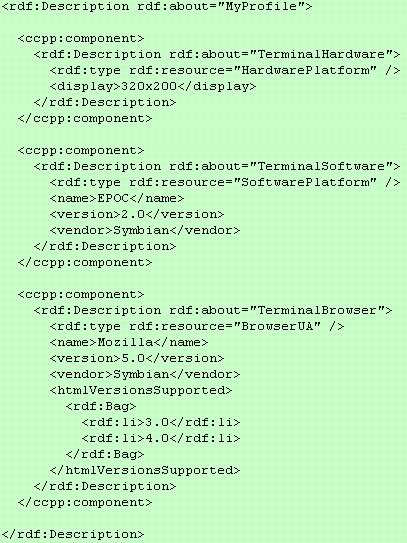 <rdf:Description rdf:about="MyProfile">
<ccpp:component>
<rdf:Description rdf:about="TerminalHardware">
<rdf:type rdf:resource="HardwarePlatform" />
<display>320x200</display>
</rdf:Description>
</ccpp:component>
<ccpp:component>
<rdf:Description rdf:about="TerminalSoftware">
<rdf:type rdf:resource="SoftwarePlatform" />
<name>EPOC</name>
<version>2.0</version>
<vendor>Symbian</vendor>
</rdf:Description>
</ccpp:component>
<ccpp:component>
<rdf:Description rdf:about="TerminalBrowser">
<rdf:type rdf:resource="BrowserUA" />
<name>Mozilla</name>
<version>5.0</version>
<vendor>Symbian</vendor>
<htmlVersionsSupported>
<rdf:Bag>
<rdf:li>3.0</rdf:li>
<rdf:li>4.0</rdf:li>
</rdf:Bag>
</htmlVersionsSupported>
</rdf:Description>
</ccpp:component>
</rdf:Description>